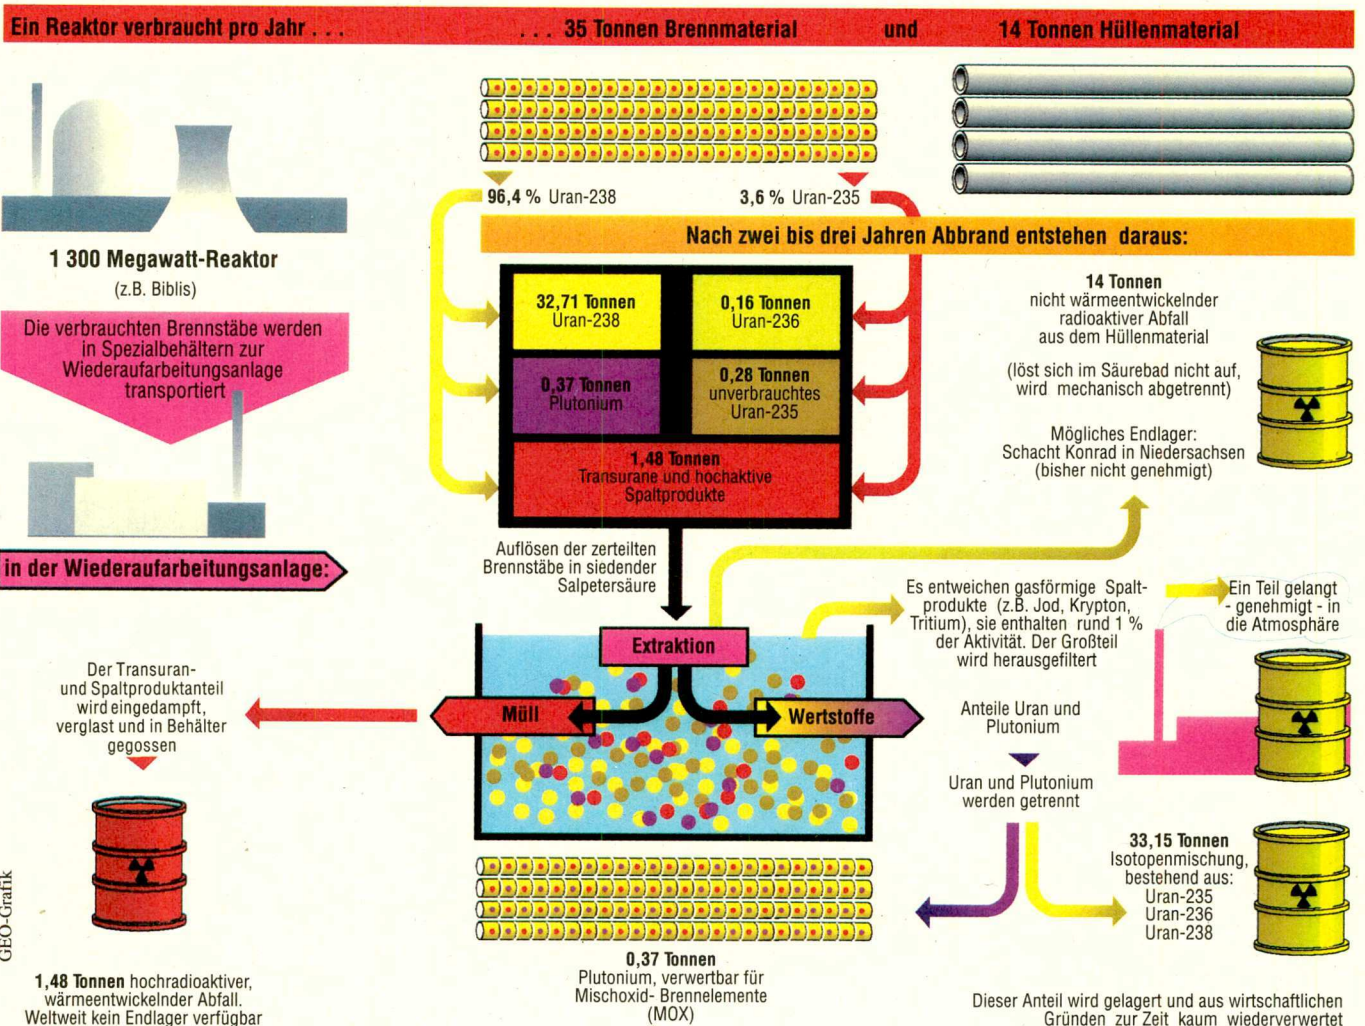 Ein Reaktor verbraucht pro Jahr . . .
. . . 35 Tonnen Brennmaterial und 14 Tonnen Hüllenmaterial
96,4 % Uran-238
3,6 % Uran-235
1 300 Megawatt-Reaktor
(z.B. Biblis)
Die verbrauchten Brennstäbe werden
in Spezialbehältern zur
Wiederaufarbeitungsanlage
transportiert
Nach zwei bis drei Jahren Abbrand entstehen daraus:
32,71 Tonnen
Uran-238
0,16 Tonnen
Uran-236
0,37 Tonnen
Plutonium
0,28 Tonnen
unverbrauchtes
Uran-235
1,48 Tonnen
Transurane und hochaktive
Spaltprodukte
14 Tonnen
nicht wärmeentwickelnder
radioaktiver Abfall
aus dem Hüllenmaterial
(löst sich im Säurebad nicht auf,
wird mechanisch abgetrennt)
Mögliches Endlager:
Schacht Konrad in Niedersachsen
(bisher nicht genehmigt)
in der Wiederaufarbeitungsanlage:
Auflösen der zerteilten
Brennstäbe in siedender
Salpetersäure
Extraktion
Müll
Wertstoffe
Es entweichen gasförmige Spalt-
produkte (z.B. Jod, Krypton,
Tritium), sie enthalten rund 1 %
der Aktivität. Der Großteil
wird herausgefiltert
Ein Teil gelangt
- genehmigt - in
die Atmosphäre
Der Transuran-
und Spaltproduktanteil
wird eingedampft,
verglast und in Behälter
gegossen
Anteile Uran und
Plutonium
Uran und Plutonium
werden getrennt
33,15 Tonnen
Isotopenmischung,
bestehend aus:
Uran-235
Uran-236
Uran-238
GEO-Grafik
1,48 Tonnen hochradioaktiver,
wärmeentwickelnder Abfall.
Weltweit kein Endlager verfügbar
0,37 Tonnen
Plutonium, verwertbar für
Mischoxid- Brennelemente
(MOX)
Dieser Anteil wird gelagert und aus wirtschaftlichen
Gründen zur Zeit kaum wiederverwertet